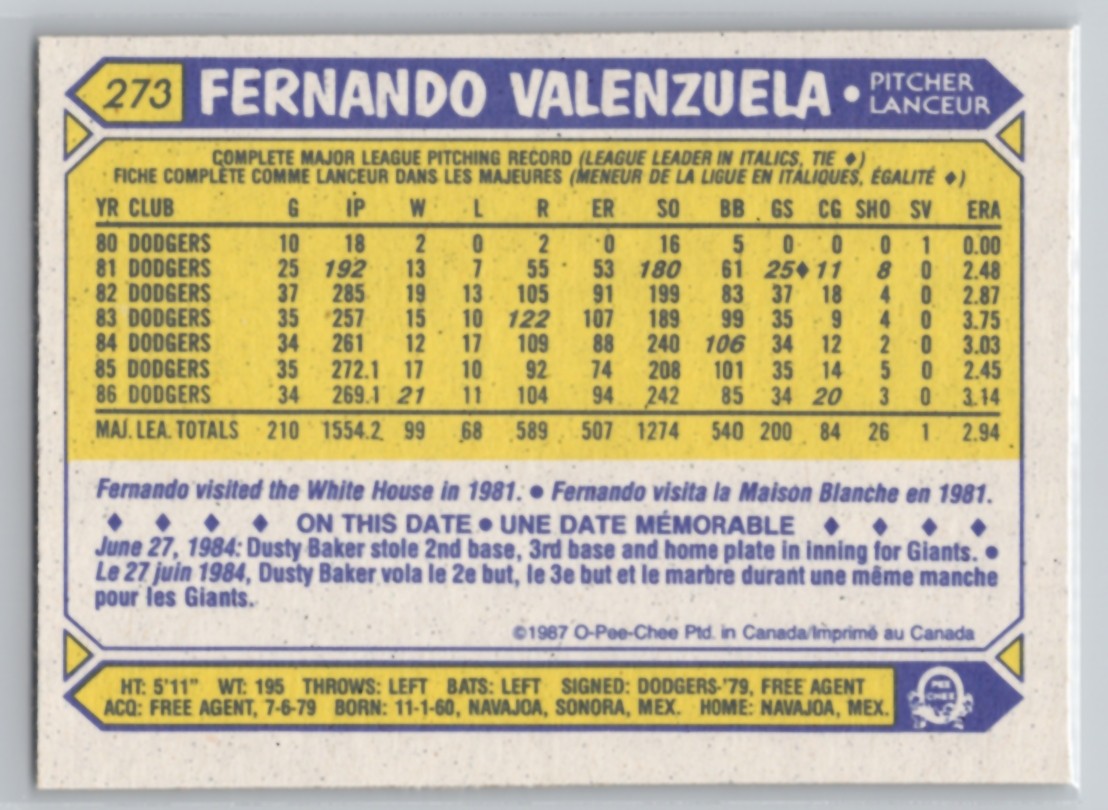 273 FERNANDO VALENZUELA • PITCHER
LANCEUR
COMPLETE MAJOR LEAGUE PITCHING RECORD (LEAGUE LEADER IN ITALICS, TIE ♦)
FICHE COMPLÈTE COMME LANCEUR DANS LES MAJEURES (MENEUR DE LA LIGUE EN ITALIQUES, ÉGALITÉ ♦)
YR CLUB G IP W L R ER SO BB GS CG SHO SV ERA
80 DODGERS 10 18 2 0 2 0 16 5 0 0 0 1 0.00
81 DODGERS 25 192 13 7 55 53 180 61 25♦ 11 8 0 2.48
82 DODGERS 37 285 19 13 105 91 199 83 37 18 4 0 2.87
83 DODGERS 35 257 15 10 122 107 189 99 35 9 4 0 3.75
84 DODGERS 34 261 12 17 109 88 240 106 34 12 2 0 3.03
85 DODGERS 35 272.1 17 10 92 74 208 101 35 14 5 0 2.45
86 DODGERS 34 269.1 21 11 104 94 242 85 34 20 3 0 3.14
MAJ. LEA. TOTALS 210 1554.2 99 68 589 507 1274 540 200 84 26 1 2.94
Fernando visited the White House in 1981. • Fernando visita la Maison Blanche en 1981.
♦ ♦ ♦ ♦ ON THIS DATE • UNE DATE MÉMORABLE ♦ ♦ ♦ ♦
June 27, 1984: Dusty Baker stole 2nd base, 3rd base and home plate in inning for Giants. •
Le 27 juin 1984, Dusty Baker vola le 2e but, le 3e but et le marbre durant une même manche
pour les Giants.
©1987 O-Pee-Chee Ptd. in Canada/Imprimé au Canada
HT: 5'11" WT: 195 THROWS: LEFT BATS: LEFT SIGNED: DODGERS-'79, FREE AGENT
ACQ: FREE AGENT, 7-6-79 BORN: 11-1-60, NAVAJOA, SONORA, MEX. HOME: NAVAJOA, MEX.
O
PEE
CHEE